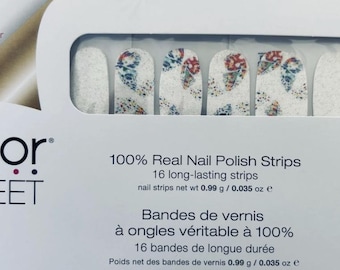 or
EET
100% Real Nail Polish Strips
16 long-lasting strips
nail strips net wt 0.99 g / 0.035 oz e
Bandes de vernis
à ongles véritable à 100%
16 bandes de longue durée
Poids net des bandes de vernis 0.99 g / 0.035 oz e